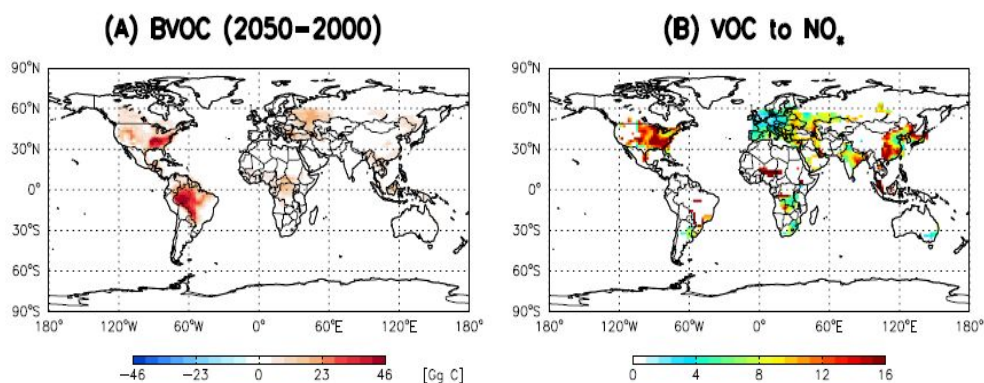 (A) BVOC (2050-2000)
(B) VOC to NOₓ
90°N
60°N
30°N
0°
30°S
60°S
90°S
180° 120°W 60°W 0° 60°E 120°E 180°
90°N
60°N
30°N
0°
30°S
60°S
90°S
180° 120°W 60°W 0° 60°E 120°E 180°
-46 -23 0 23 46 [Gg C]
0 4 8 12 16